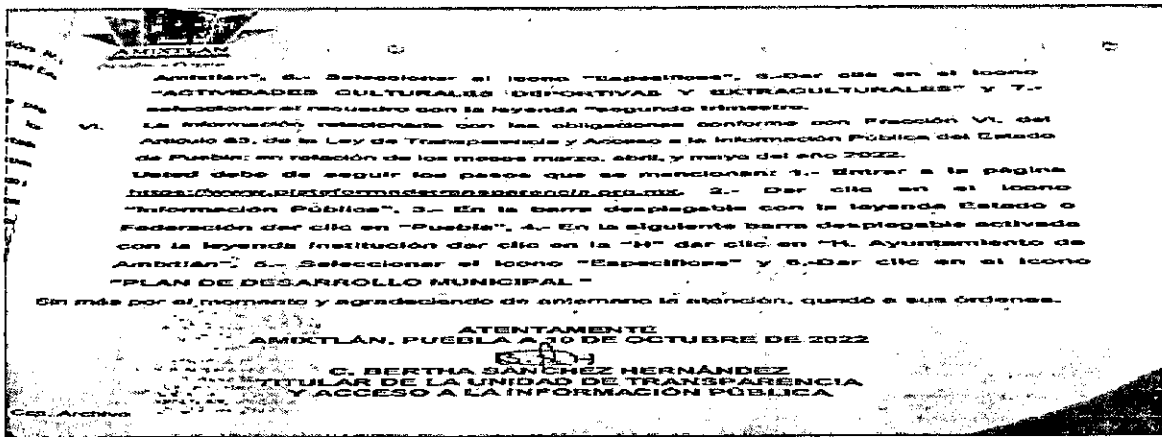 AMIXTLÁN
Amixtlán", 5.- Seleccionar el icono "Específicos", 6.-Dar clic en el icono
"ACTIVIDADES CULTURALES DEPORTIVAS Y EXTRACULTURALES" y 7.-
seleccionar el recuadro con la leyenda "segundo trimestre.
VI. La información relacionada con las obligaciones conforme con Fracción VI, del
Artículo 83, de la Ley de Transparencia y Acceso a la Información Pública del Estado
de Puebla; en relación de los meses marzo, abril, y mayo del año 2022.
Usted debe de seguir los pasos que se mencionan: 1.- Entrar a la página
https://www.plataformadetransparencia.org.mx, 2.- Dar clic en el icono
"Información Pública", 3.- En la barra desplegable con la leyenda Estado o
Federación dar clic en "Puebla", 4.- En la siguiente barra desplegable activada
con la leyenda Institución dar clic en la "H" dar clic en "H. Ayuntamiento de
Amixtlán", 5.- Seleccionar el icono "Específicos" y 6.-Dar clic en el icono
"PLAN DE DESARROLLO MUNICIPAL "
Sin más por el momento y agradeciendo de antemano la atención, quedó a sus órdenes.
ATENTAMENTE
AMIXTLÁN, PUEBLA A 10 DE OCTUBRE DE 2022
C. BERTHA SÁNCHEZ HERNÁNDEZ
TITULAR DE LA UNIDAD DE TRANSPARENCIA
Y ACCESO A LA INFORMACIÓN PÚBLICA
Ccp. Archivo